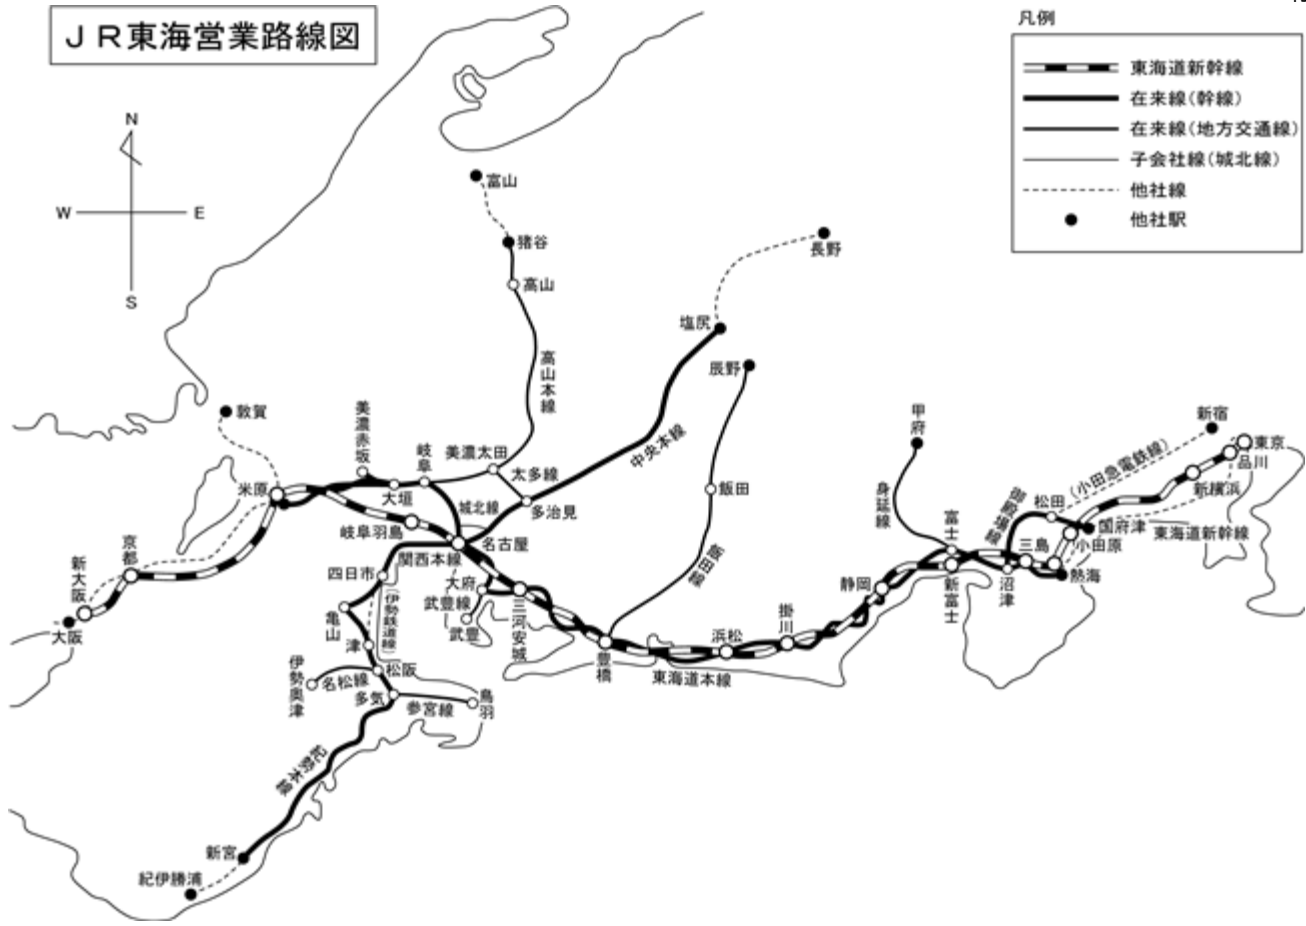 JR東海営業路線図
凡例
東海道新幹線
在来線(幹線)
在来線(地方交通線)
子会社線(城北線)
他社線
他社駅
N
W
E
S
富山
猪谷
高山
高山本線
長野
塩尻
辰野
中央本線
飯田
飯田線
敦賀
美濃赤坂
岐阜
美濃太田
太多線
多治見
城北線
米原
大垣
岐阜羽島
名古屋
関西本線
京都
新大阪
大阪
四日市
(伊勢鉄道線)
大府
武豊線
武豊
三河安城
亀山
津
松阪
名松線
伊勢奥津
多気
参宮線
鳥羽
紀勢本線
新宮
紀伊勝浦
豊橋
浜松
東海道本線
掛川
静岡
甲府
身延線
富士
新富士
御殿場線
沼津
三島
熱海
松田
国府津
小田原
(小田急電鉄線)
新宿
東京
品川
新横浜
東海道新幹線